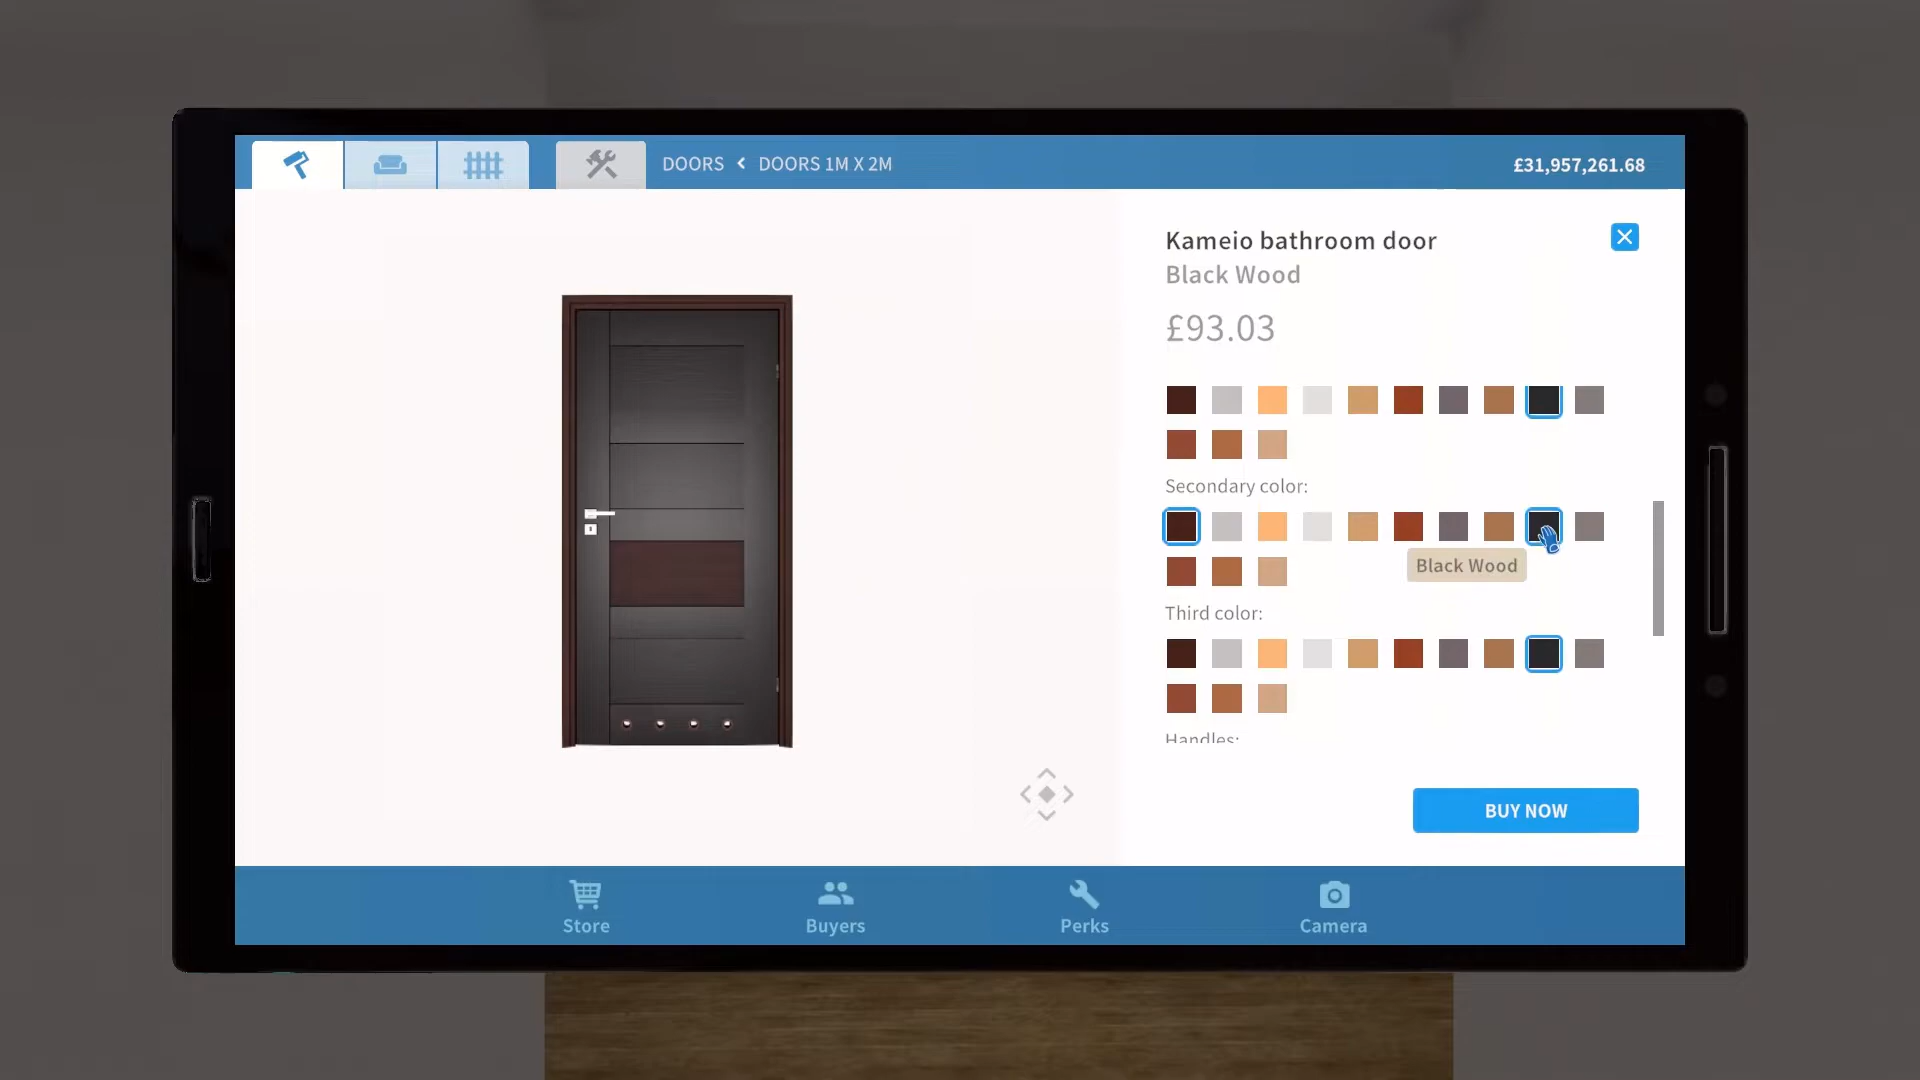 DOORS < DOORS 1M X 2M
£31,957,261.68
Kameio bathroom door
Black Wood
£93.03
Secondary color:
Black Wood
Third color:
Handles:
BUY NOW
Store
Buyers
Perks
Camera